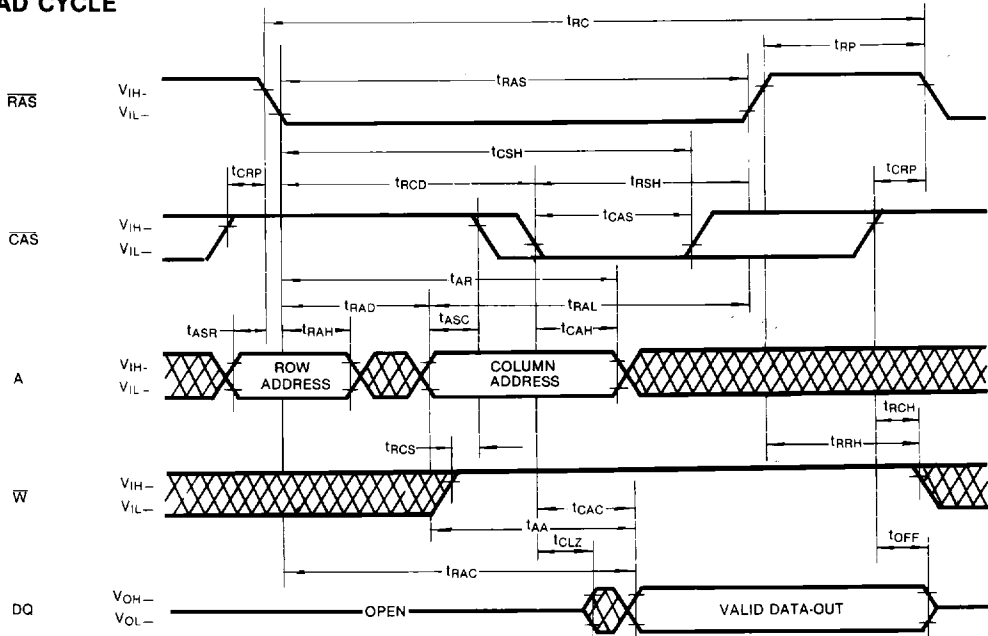 AD CYCLE
tRC
tRP
RAS
VIH-
VIL-
tRAS
tCSH
tCRP
tRCD
tRSH
tCRP
CAS
VIH-
VIL-
tCAS
tAR
tRAD
tRAL
tASR
tRAH
tASC
tCAH
A
VIH-
VIL-
ROW
ADDRESS
COLUMN
ADDRESS
tRCH
tRCS
tRRH
W
VIH-
VIL-
tCAC
tAA
tCLZ
tOFF
tRAC
DQ
VOH-
VOL-
OPEN
VALID DATA-OUT